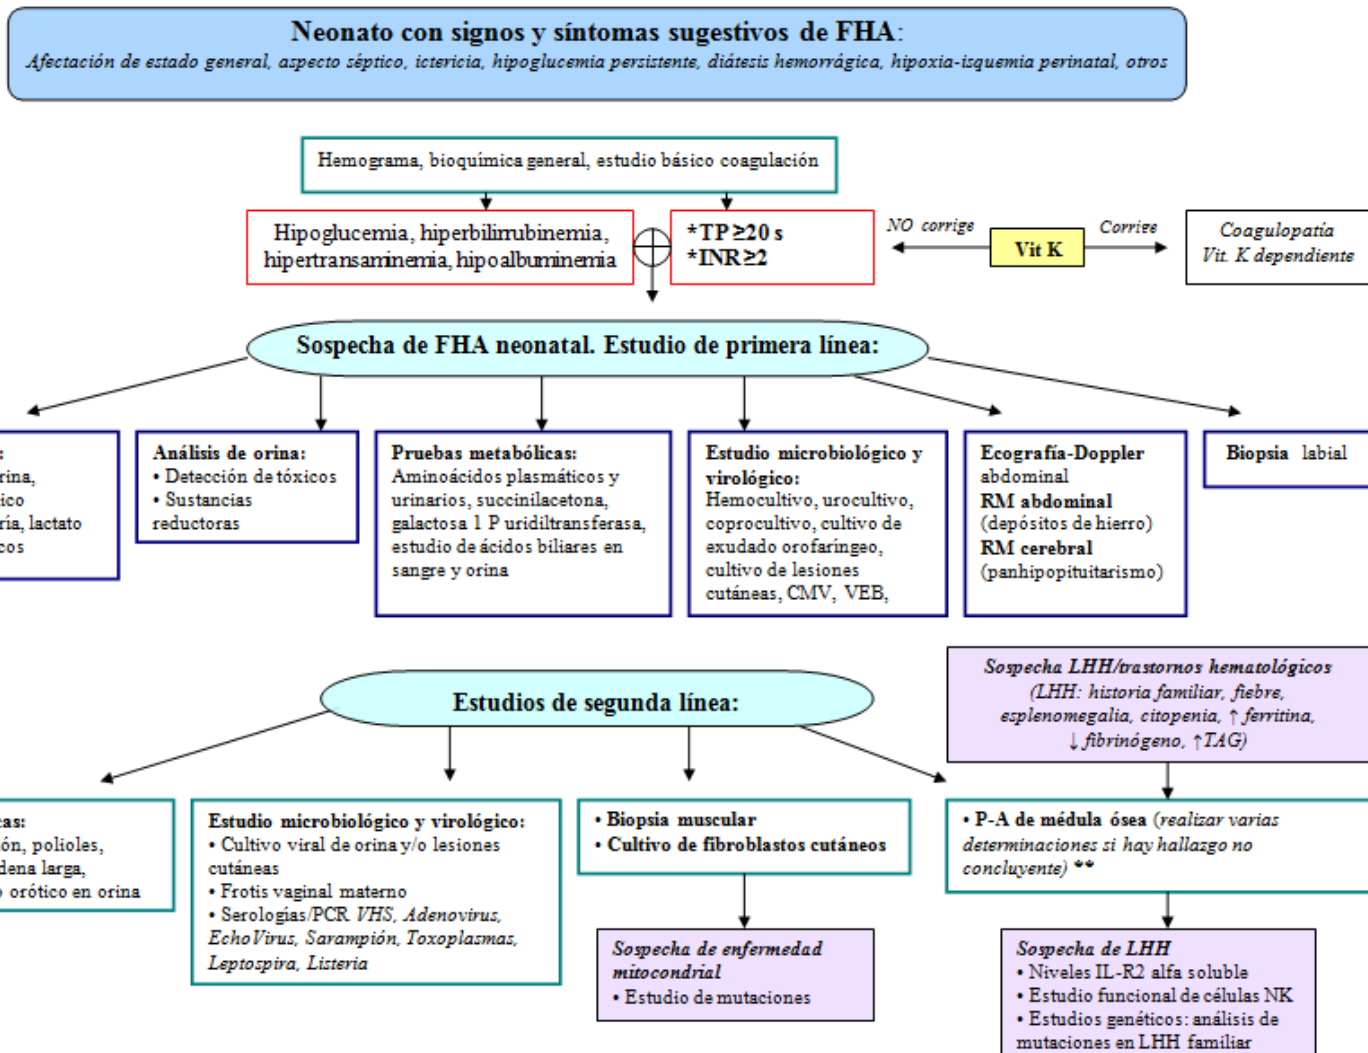 Neonato con signos y síntomas sugestivos de FHA:
Afectación de estado general, aspecto séptico, ictericia, hipoglucemia persistente, diátesis hemorrágica, hipoxia-isquemia perinatal, otros
Hemograma, bioquímica general, estudio básico coagulación
Hipoglucemia, hiperbilirrubinemia,
hipertransaminemia, hipoalbuminemia
*TP≥20 s
*INR≥2
NO corrige
Vit K
Corrige
Coagulopatía
Vit. K dependiente
Sospecha de FHA neonatal. Estudio de primera línea:
:
rina,
ico
ría, lactato
cos
Análisis de orina:
• Detección de tóxicos
• Sustancias
reductoras
Pruebas metabólicas:
Aminoácidos plasmáticos y
urinarios, succinilacetona,
galactosa 1 P uridiltransferasa,
estudio de ácidos biliares en
sangre y orina
Estudio microbiológico y
virológico:
Hemocultivo, urocultivo,
coprocultivo, cultivo de
exudado orofaríngeo,
cultivo de lesiones
cutáneas, CMV, VEB,
Ecografía-Doppler
abdominal
RM abdominal
(depósitos de hierro)
RM cerebral
(panhipopituitarismo)
Biopsia labial
Sospecha LHH/trastornos hematológicos
(LHH: historia familiar, fiebre,
esplenomegalia, citopenia, ↑ ferritina,
↓ fibrinógeno, ↑TAG)
Estudios de segunda línea:
cas:
ón, polioles,
dena larga,
o orótico en orina
Estudio microbiológico y virológico:
• Cultivo viral de orina y/o lesiones
cutáneas
• Frotis vaginal materno
• Serologías/PCR VHS, Adenovirus,
EchoVirus, Sarampión, Toxoplasmas,
Leptospira, Listeria
• Biopsia muscular
• Cultivo de fibroblastos cutáneos
• P-A de médula ósea (realizar varias
determinaciones si hay hallazgo no
concluyente) **
Sospecha de enfermedad
mitocondrial
• Estudio de mutaciones
Sospecha de LHH
• Niveles IL-R2 alfa soluble
• Estudio funcional de células NK
• Estudios genéticos: análisis de
mutaciones en LHH familiar